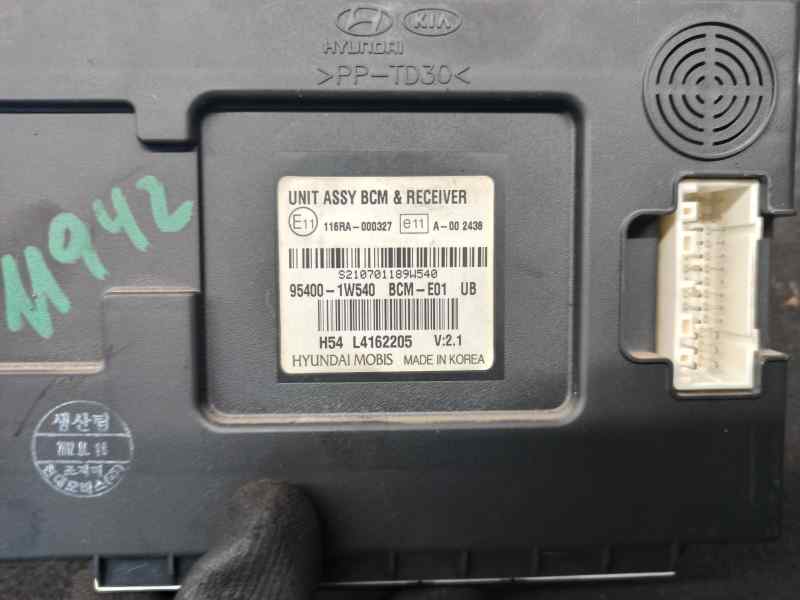 HYUNDAI KIA
>PP-TD30<
UNIT ASSY BCM & RECEIVER
E11 116RA-000327 e11 A-00 2438
S210701189W540
95400-1W540 BCM-E01 UB
H54 L4162205 V:2.1
HYUNDAI MOBIS MADE IN KOREA
M942
생산팀